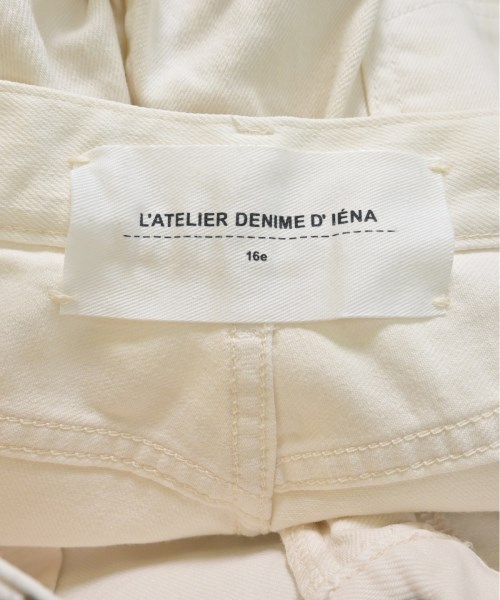 L'ATELIER DENIME D' IÉNA
16e